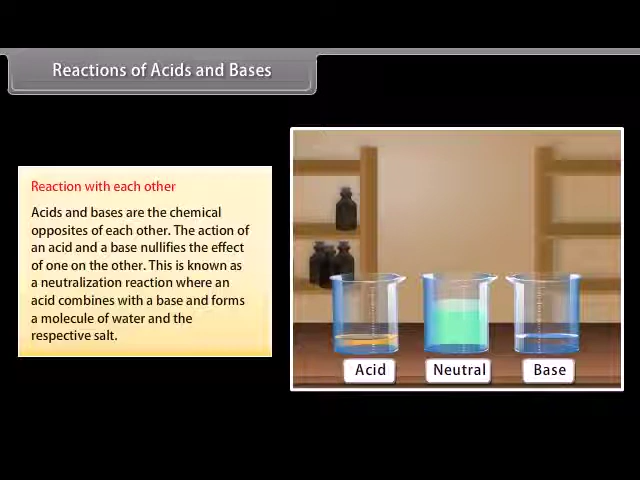 Reactions of Acids and Bases
Reaction with each other
Acids and bases are the chemical
opposites of each other. The action of
an acid and a base nullifies the effect
of one on the other. This is known as
a neutralization reaction where an
acid combines with a base and forms
a molecule of water and the
respective salt.
Acid
Neutral
Base